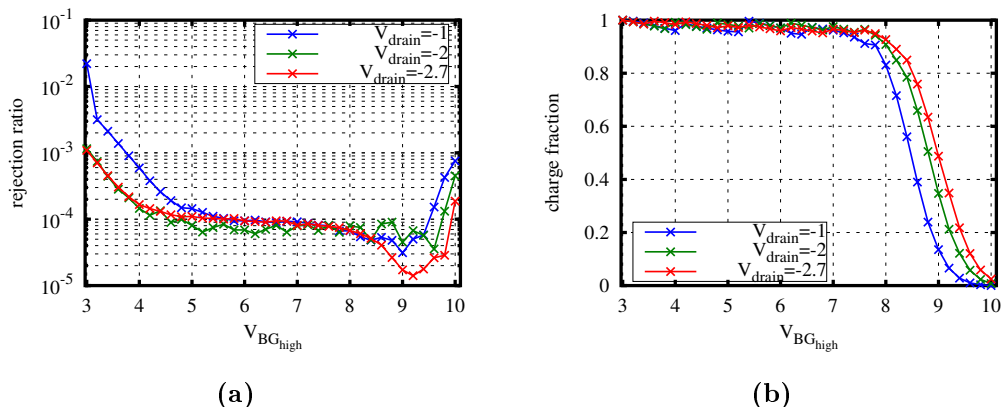 10^-1
10^-2
10^-3
10^-4
10^-5
rejection ratio
V_drain=-1
V_drain=-2
V_drain=-2.7
3 4 5 6 7 8 9 10
V_BG_high
(a)
1
0.8
0.6
0.4
0.2
0
charge fraction
V_drain=-1
V_drain=-2
V_drain=-2.7
3 4 5 6 7 8 9 10
V_BG_high
(b)